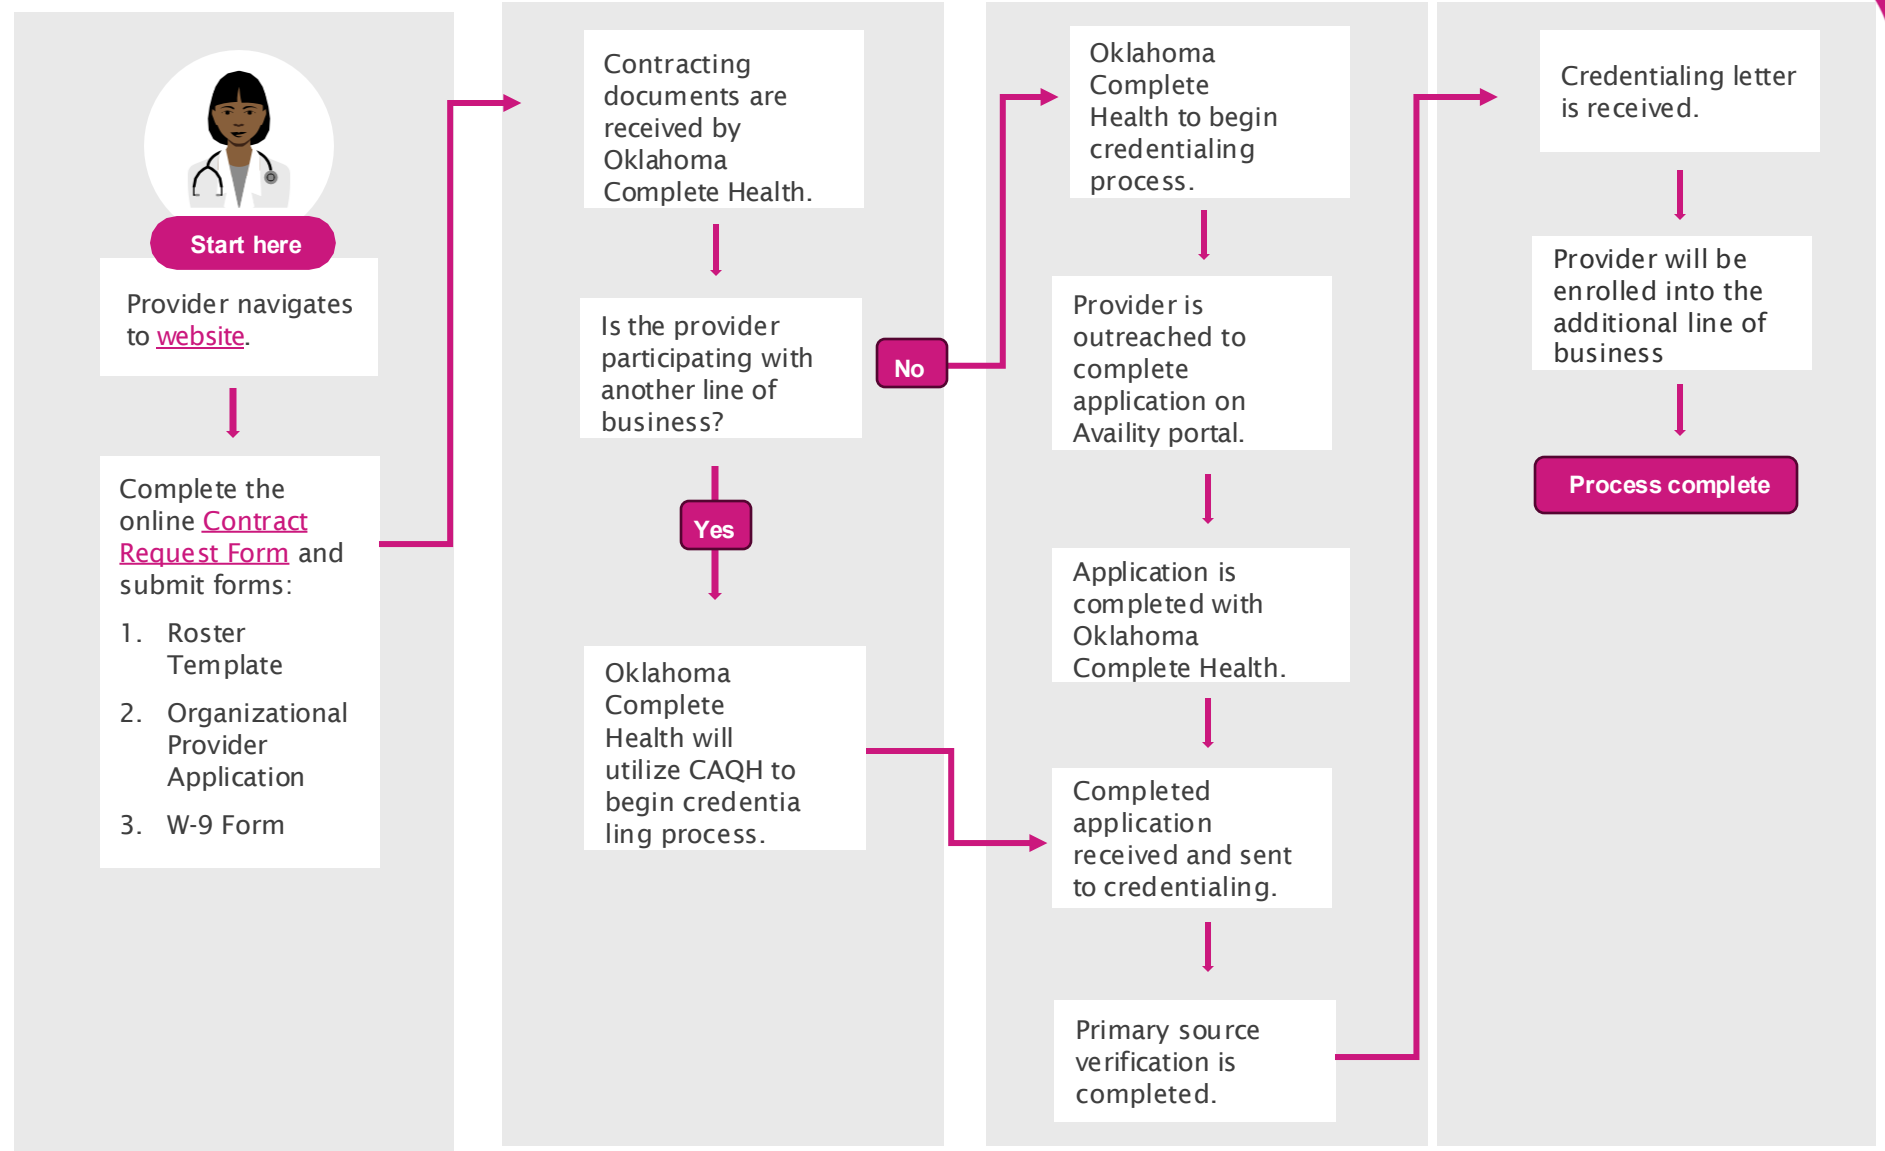 Start here
Provider navigates
to website.
Complete the
online Contract
Request Form and
submit forms:
1. Roster
Template
2. Organizational
Provider
Application
3. W-9 Form
Contracting
documents are
received by
Oklahoma
Complete Health.
Is the provider
participating with
another line of
business?
No
Yes
Oklahoma
Complete
Health will
utilize CAQH to
begin credentia
ling process.
Oklahoma
Complete
Health to begin
credentialing
process.
Provider is
outreached to
complete
application on
Availity portal.
Application is
completed with
Oklahoma
Complete Health.
Completed
application
received and sent
to credentialing.
Primary source
verification is
completed.
Credentialing letter
is received.
Provider will be
enrolled into the
additional line of
business
Process complete